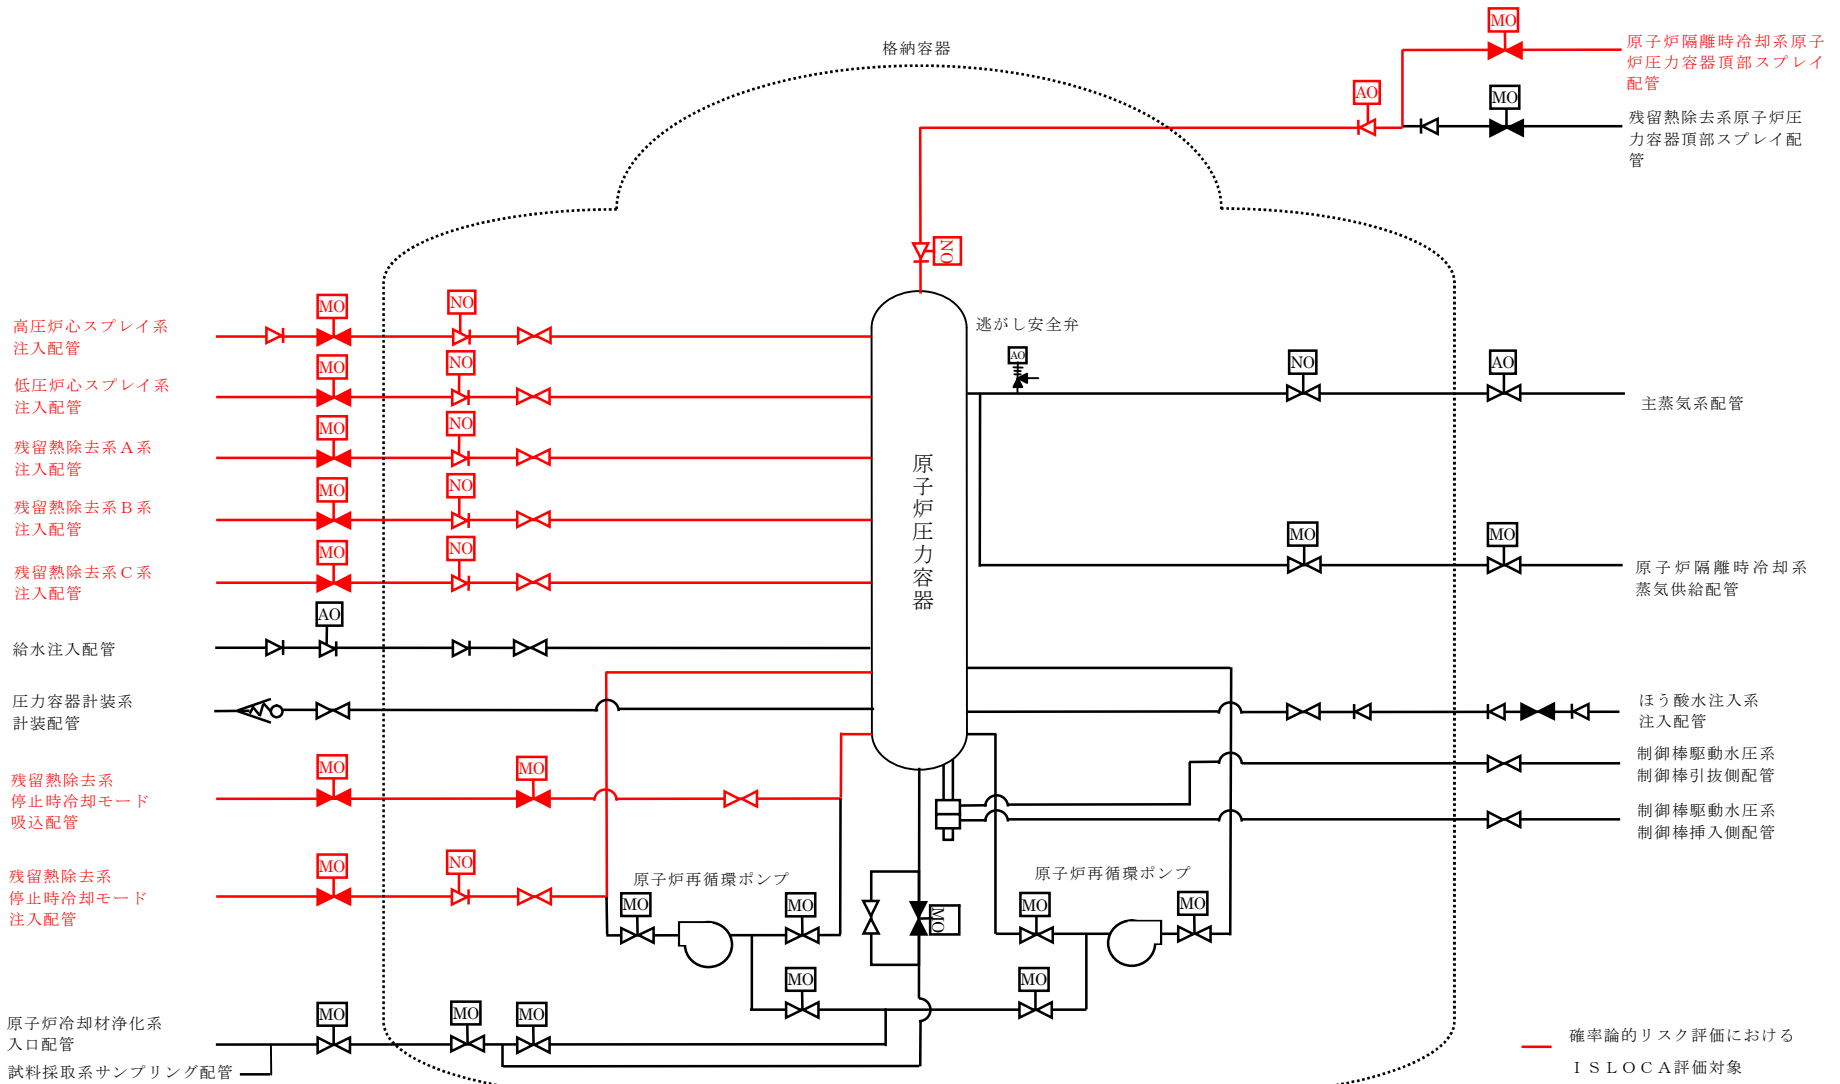 格納容器
MO
原子炉隔離時冷却系原子
炉圧力容器頂部スプレイ
配管
AO
MO
残留熱除去系原子炉圧
力容器頂部スプレイ配
管
NO
高圧炉心スプレイ系
注入配管
MO
NO
低圧炉心スプレイ系
注入配管
MO
NO
残留熱除去系A系
注入配管
MO
NO
残留熱除去系B系
注入配管
MO
NO
残留熱除去系C系
注入配管
MO
NO
給水注入配管
AO
圧力容器計装系
計装配管
残留熱除去系
停止時冷却モード
吸込配管
MO
MO
残留熱除去系
停止時冷却モード
注入配管
MO
NO
原子炉冷却材浄化系
入口配管
MO
MO
MO
試料採取系サンプリング配管
原子炉圧力容器
逃がし安全弁
AO
NO
AO
主蒸気系配管
MO
MO
原子炉隔離時冷却系
蒸気供給配管
ほう酸水注入系
注入配管
制御棒駆動水圧系
制御棒引抜側配管
制御棒駆動水圧系
制御棒挿入側配管
原子炉再循環ポンプ
MO
MO
MO
MO
原子炉再循環ポンプ
MO
MO
MO
確率論的リスク評価における
ISLOCA評価対象